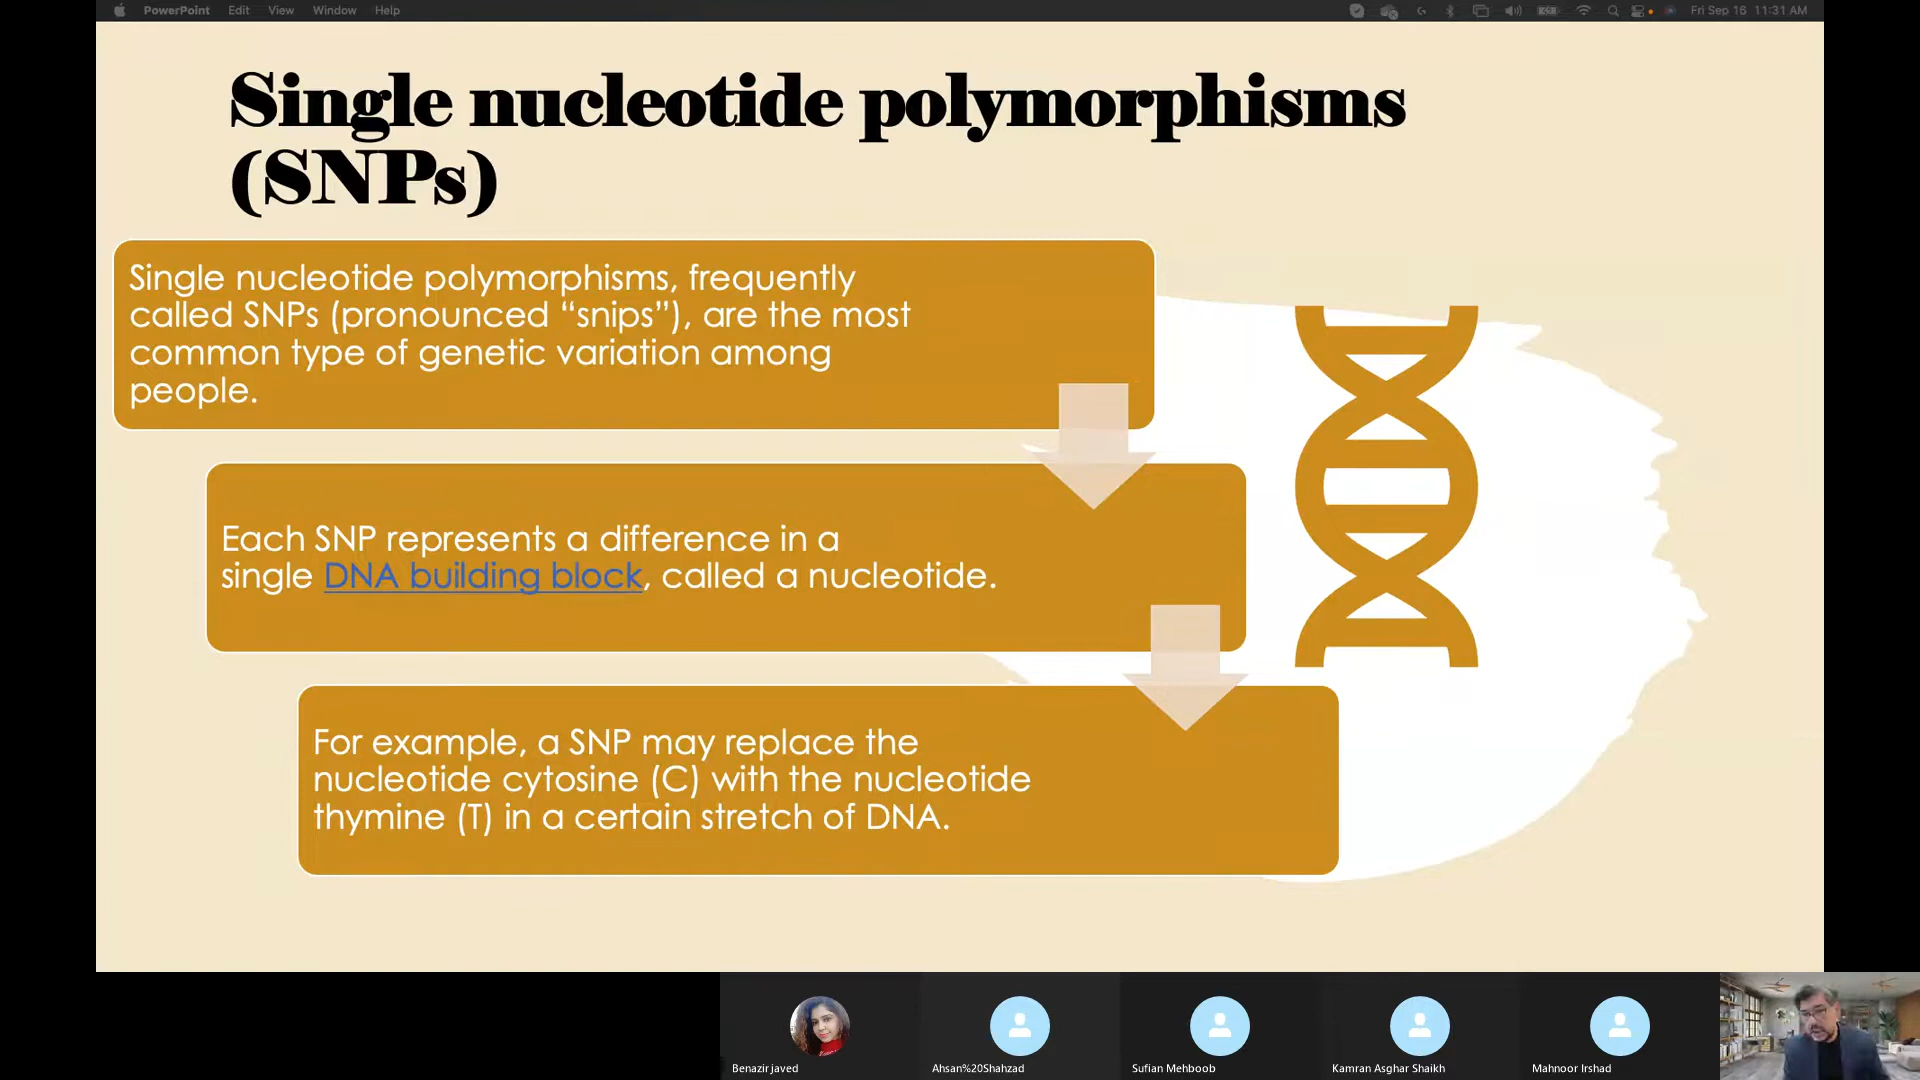 PowerPoint Edit View Window Help Fri Sep 16 11:31 AM
Single nucleotide polymorphisms
(SNPs)
Single nucleotide polymorphisms, frequently
called SNPs (pronounced “snips”), are the most
common type of genetic variation among
people.
Each SNP represents a difference in a
single DNA building block, called a nucleotide.
For example, a SNP may replace the
nucleotide cytosine (C) with the nucleotide
thymine (T) in a certain stretch of DNA.
Benazir javed Ahsan%20Shahzad Sufian Mehboob Kamran Asghar Shaikh Mahnoor Irshad